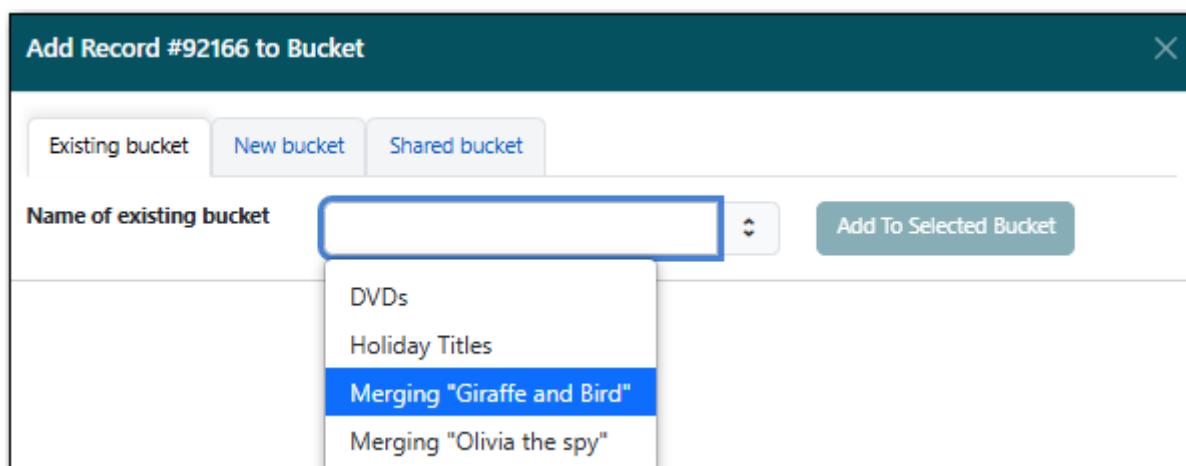 Add Record #92166 to Bucket
Existing bucket New bucket Shared bucket
Name of existing bucket Add To Selected Bucket
DVDs
Holiday Titles
Merging "Giraffe and Bird"
Merging "Olivia the spy"